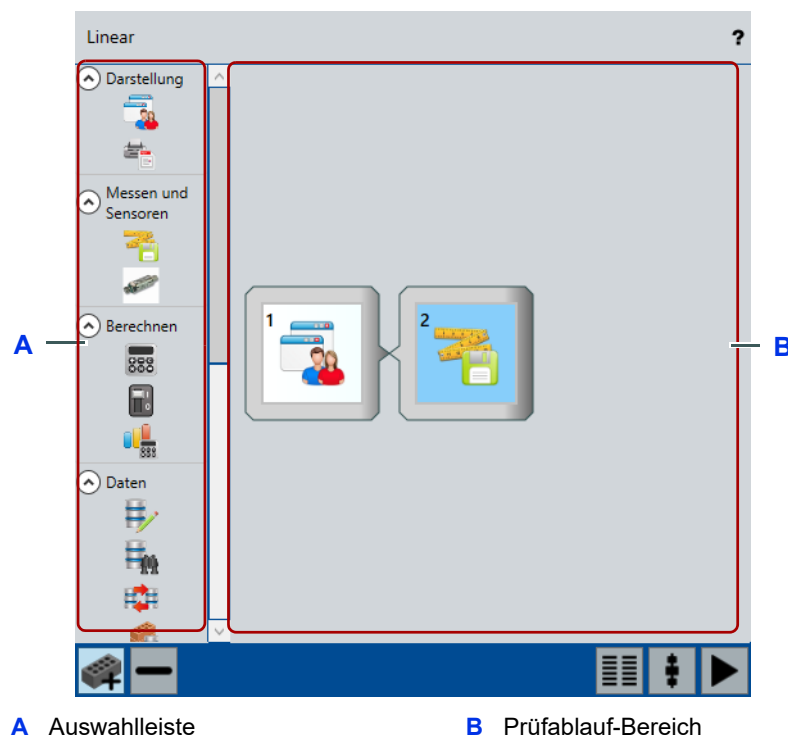 Linear ?
Darstellung
Messen und
Sensoren
Berechnen
Daten
1
2
A
B
A Auswahlleiste
B Prüfablauf-Bereich